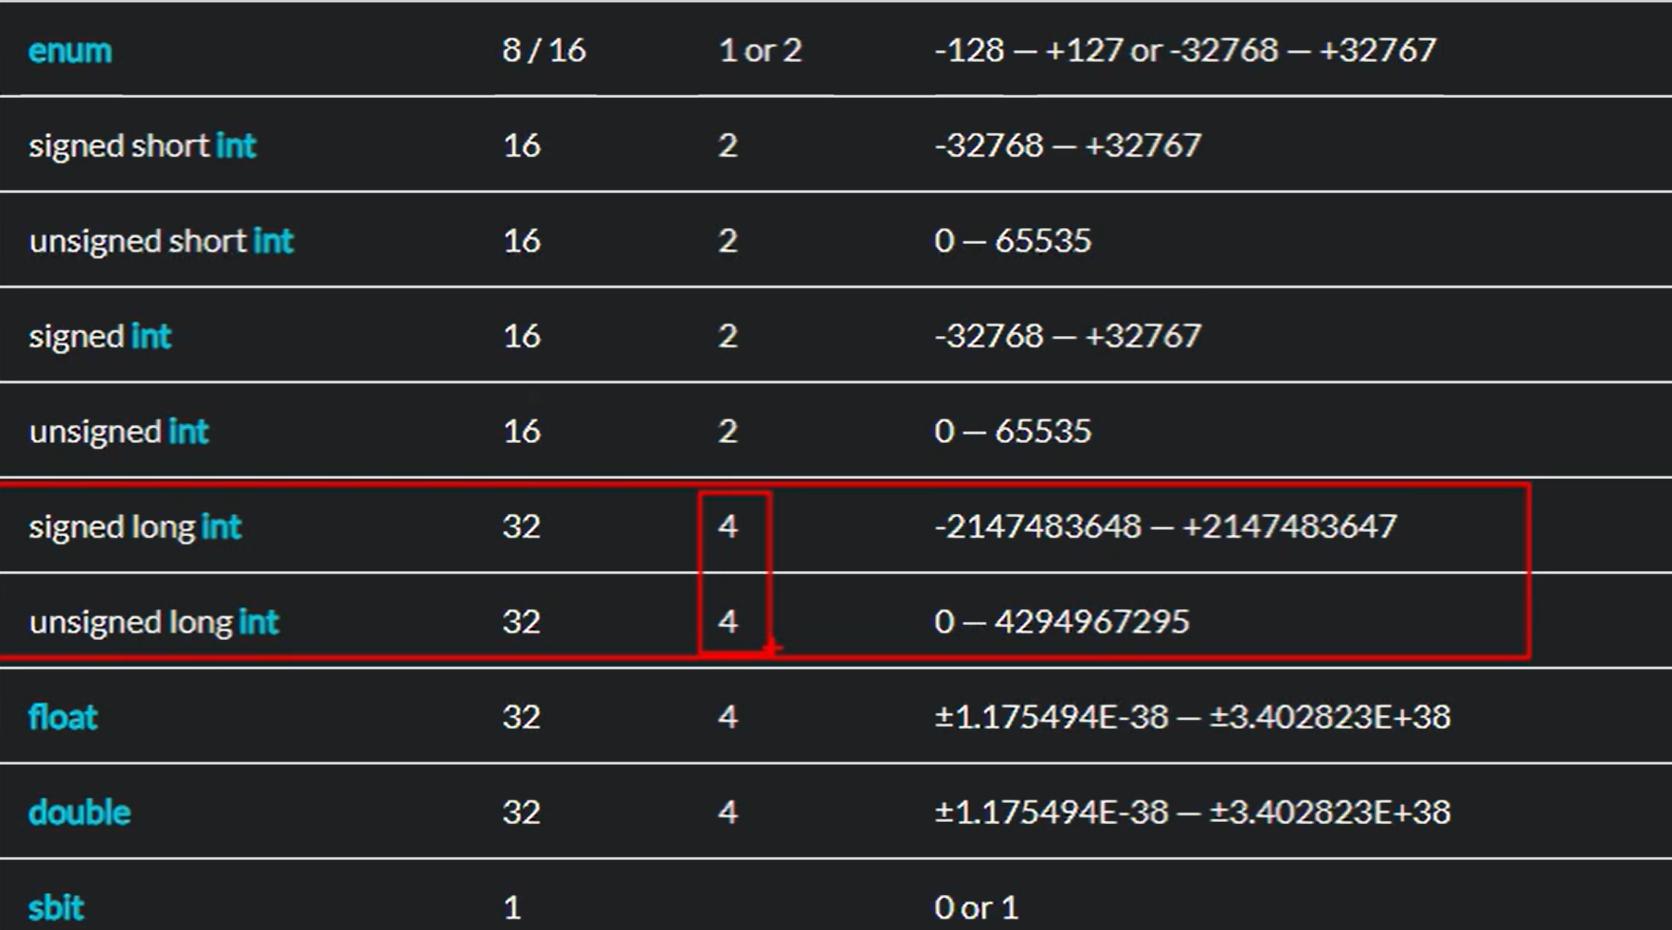 enum 8 / 16 1 or 2 -128 — +127 or -32768 — +32767
signed short int 16 2 -32768 — +32767
unsigned short int 16 2 0 — 65535
signed int 16 2 -32768 — +32767
unsigned int 16 2 0 — 65535
signed long int 32 4 -2147483648 — +2147483647
unsigned long int 32 4 0 — 4294967295
float 32 4 ±1.175494E-38 — ±3.402823E+38
double 32 4 ±1.175494E-38 — ±3.402823E+38
sbit 1 0 or 1